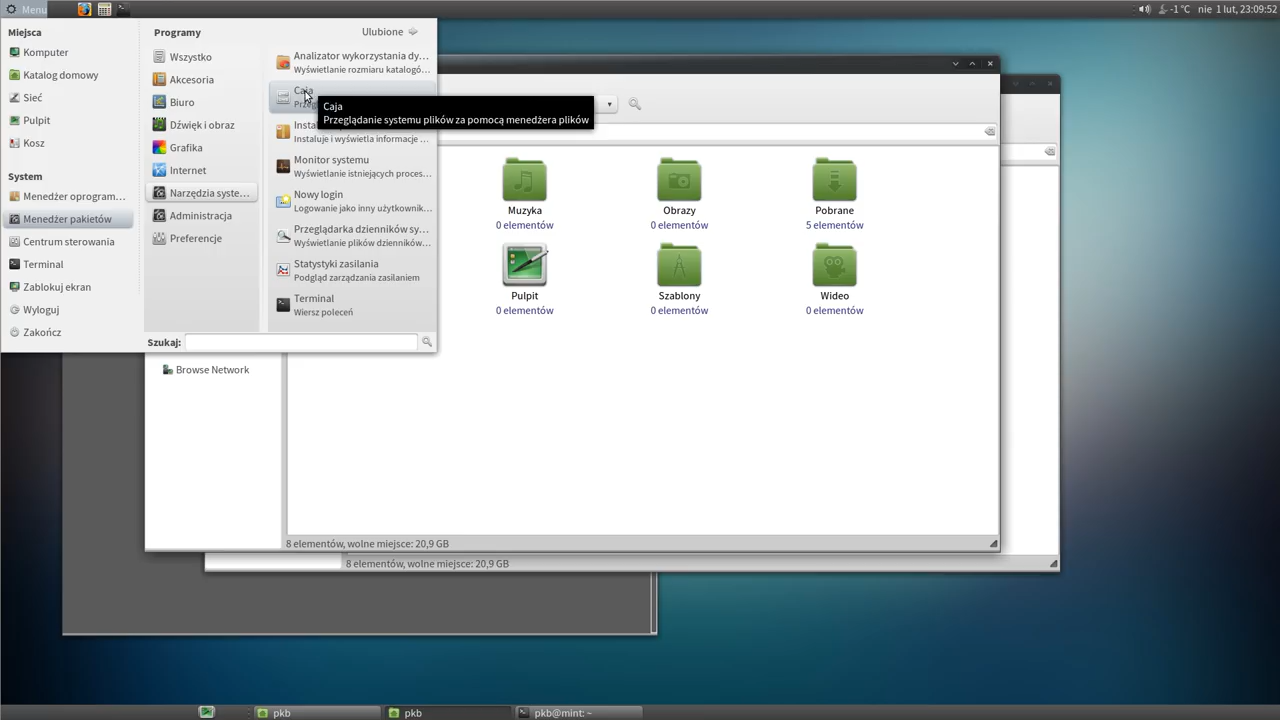 Menu
-1 °C nie 1 lut, 23:09:52
Miejsca
Komputer
Katalog domowy
Sieć
Pulpit
Kosz
System
Menedżer oprogram…
Menedżer pakietów
Centrum sterowania
Terminal
Zablokuj ekran
Wyloguj
Zakończ
Programy
Wszystko
Akcesoria
Biuro
Dźwięk i obraz
Grafika
Internet
Narzędzia syste…
Administracja
Preferencje
Ulubione
Analizator wykorzystania dy…
Wyświetlanie rozmiaru katalogó…
Caja
Caja
Przeglądanie systemu plików za pomocą menedżera plików
Instaluje i wyświetla informacje …
Monitor systemu
Wyświetlanie istniejących proces…
Nowy login
Logowanie jako inny użytkownik…
Przeglądarka dzienników sy…
Wyświetlanie plików dzienników…
Statystyki zasilania
Podgląd zarządzania zasilaniem
Terminal
Wiersz poleceń
Szukaj:
Muzyka
0 elementów
Obrazy
0 elementów
Pobrane
5 elementów
Pulpit
0 elementów
Szablony
0 elementów
Wideo
0 elementów
Browse Network
8 elementów, wolne miejsce: 20,9 GB
8 elementów, wolne miejsce: 20,9 GB
pkb
pkb
pkb@mint: ~